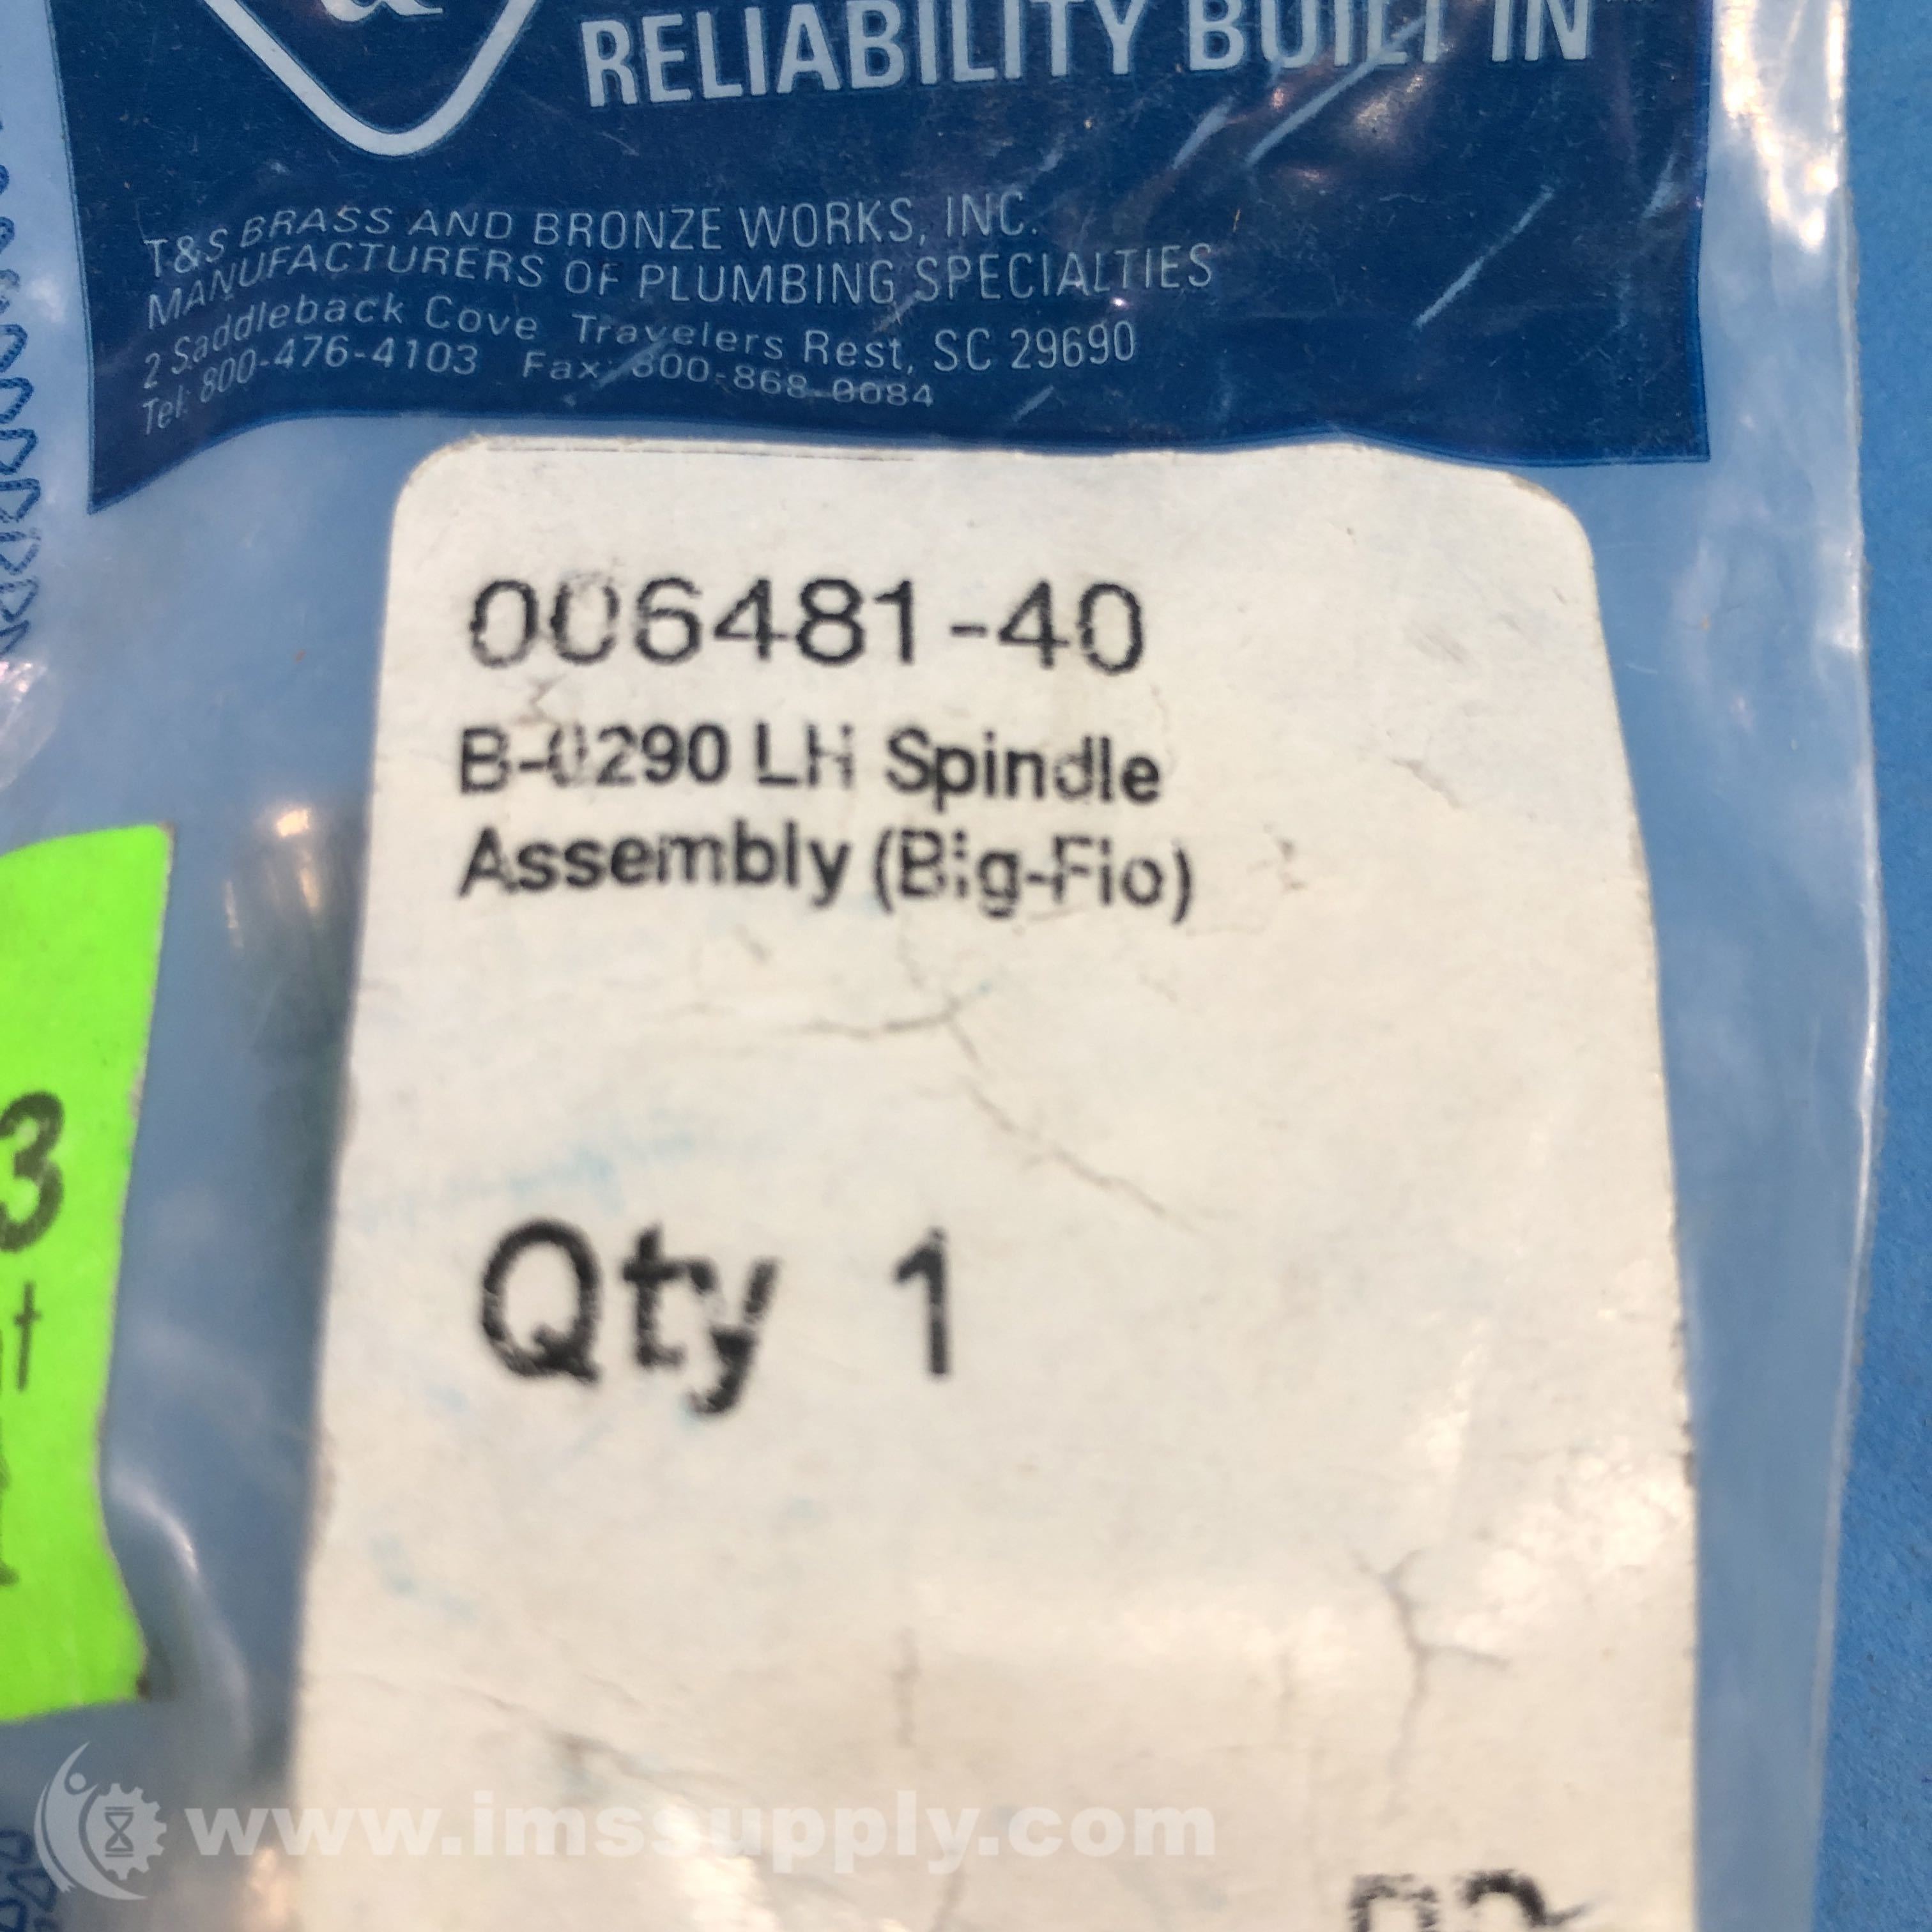 &
RELIABILITY BUILT IN
T&S BRASS AND BRONZE WORKS, INC.
MANUFACTURERS OF PLUMBING SPECIALTIES
2 Saddleback Cove Travelers Rest, SC 29690
Tel: 800-476-4103 Fax: 800-868-0084
006481-40
B-0290 LH Spindle
Assembly (Big-Flo)
3
Qty 1
www.imssupply.com